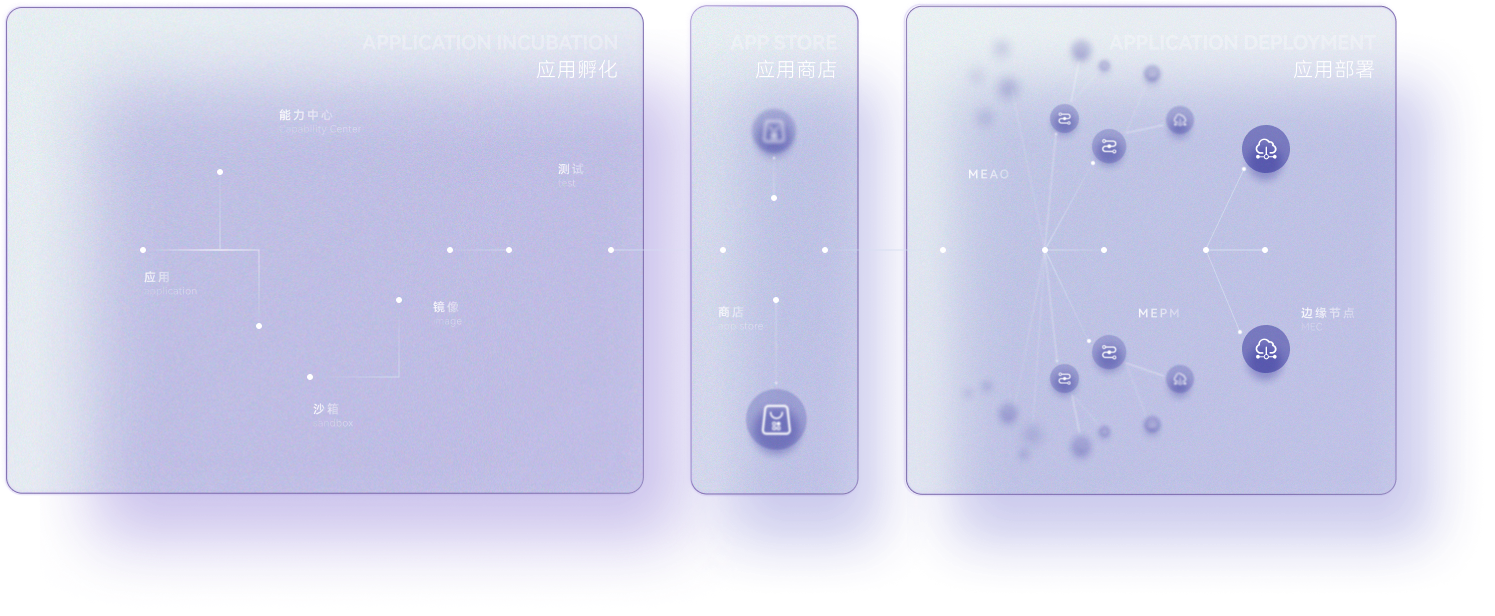 APPLICATION INCUBATION
应用孵化
能力中心
Capability Center
测试
test
应用
application
镜像
image
沙箱
sandbox
APP STORE
应用商店
商店
app store
APPLICATION DEPLOYMENT
应用部署
MEAO
MEPM
边缘节点
MEC